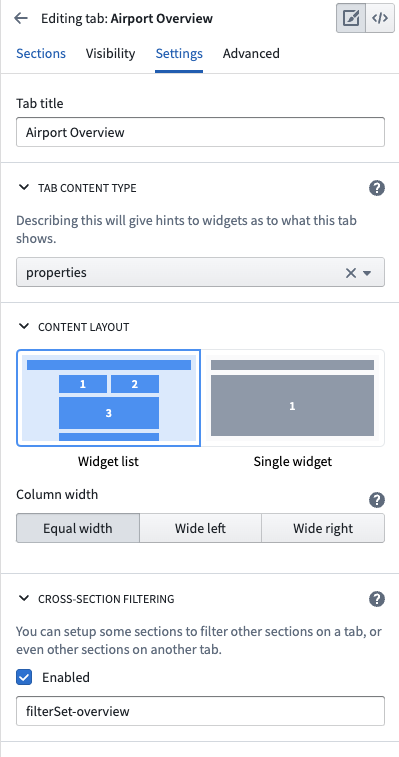 Editing tab: Airport Overview
</>
Sections Visibility Settings Advanced
Tab title
Airport Overview
TAB CONTENT TYPE ?
Describing this will give hints to widgets as to what this tab
shows.
properties
CONTENT LAYOUT
1 2
3
1
Widget list Single widget
Column width ?
Equal width Wide left Wide right
CROSS-SECTION FILTERING ?
You can setup some sections to filter other sections on a tab, or
even other sections on another tab.
Enabled
filterSet-overview